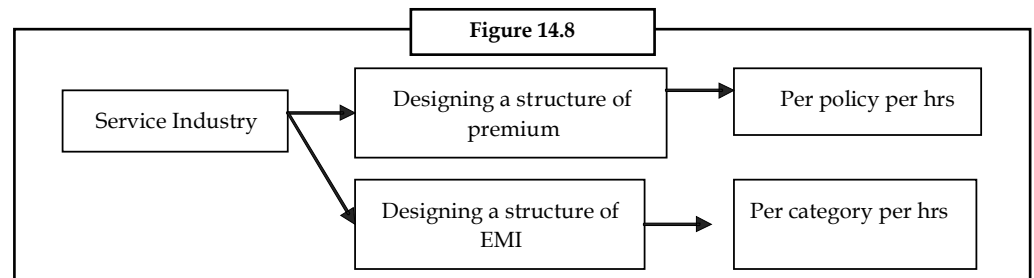 Figure 14.8
Service Industry
Designing a structure of
premium
Per policy per hrs
Designing a structure of
EMI
Per category per hrs